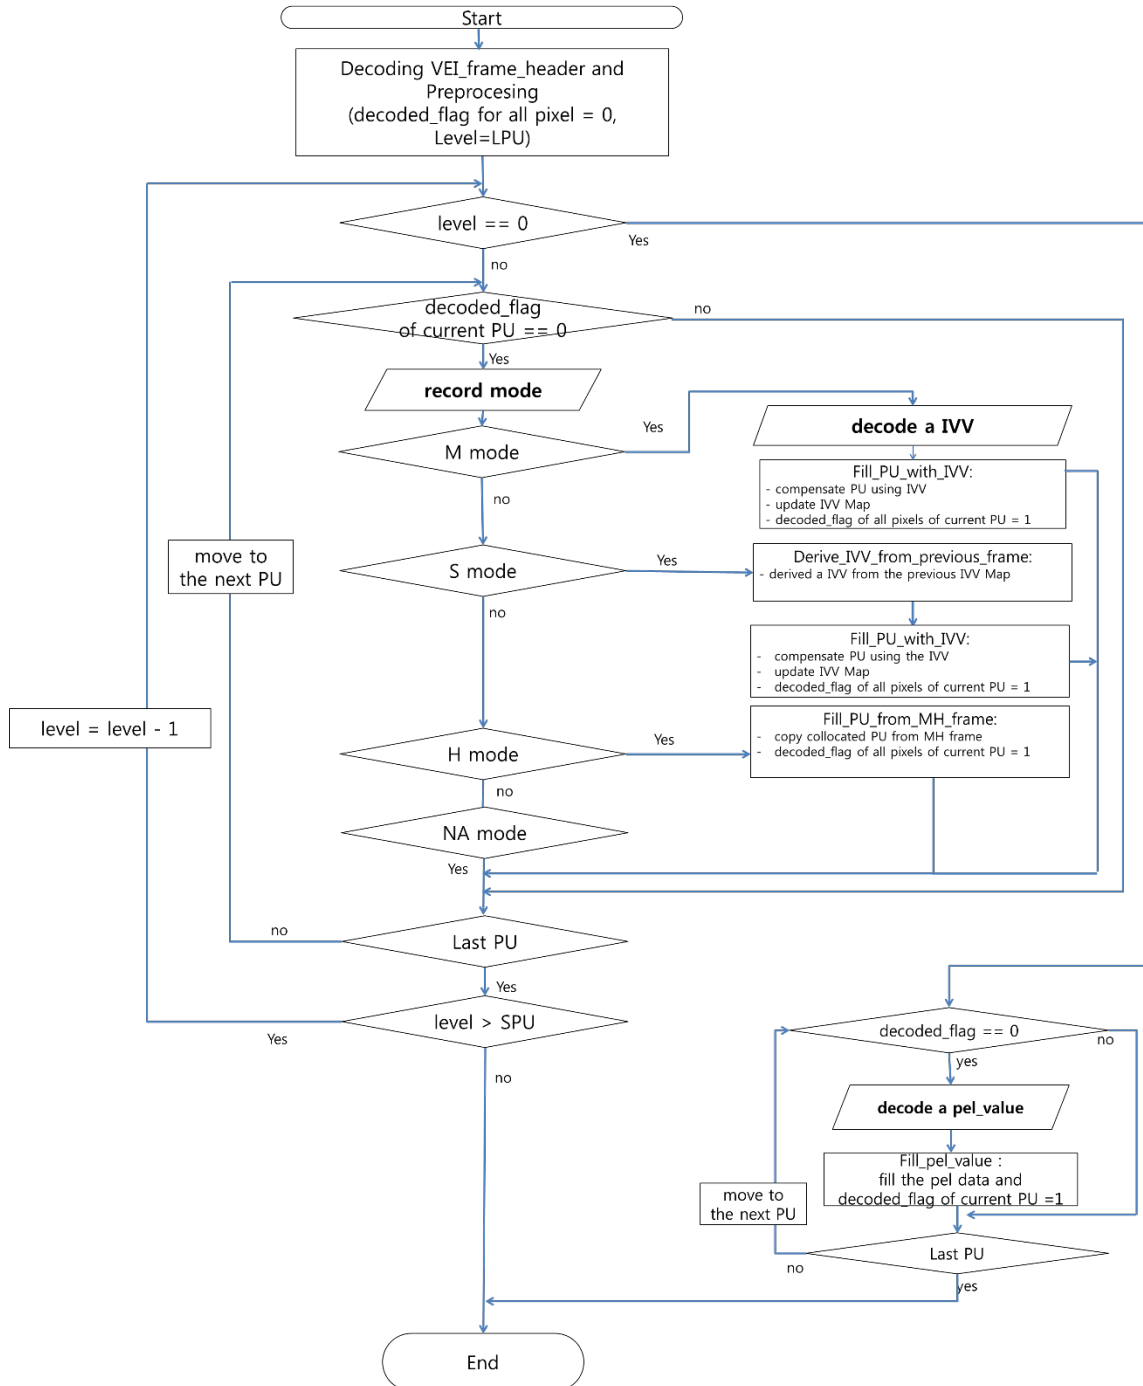 Start
Decoding VEI_frame_header and
Preprocesing
(decoded_flag for all pixel = 0,
Level=LPU)
level == 0
Yes
no
decoded_flag
of current PU == 0
no
Yes
record mode
M mode
Yes
no
decode a IVV
Fill_PU_with_IVV:
- compensate PU using IVV
- update IVV Map
- decoded_flag of all pixels of current PU = 1
move to
the next PU
S mode
Yes
no
Derive_IVV_from_previous_frame:
- derived a IVV from the previous IVV Map
Fill_PU_with_IVV:
- compensate PU using the IVV
- update IVV Map
- decoded_flag of all pixels of current PU = 1
level = level - 1
H mode
Yes
no
Fill_PU_from_MH_frame:
- copy collocated PU from MH frame
- decoded_flag of all pixels of current PU = 1
NA mode
Yes
Last PU
no
Yes
level > SPU
Yes
no
decoded_flag == 0
no
yes
decode a pel_value
Fill_pel_value :
fill the pel data and
decoded_flag of current PU =1
move to
the next PU
Last PU
no
yes
End